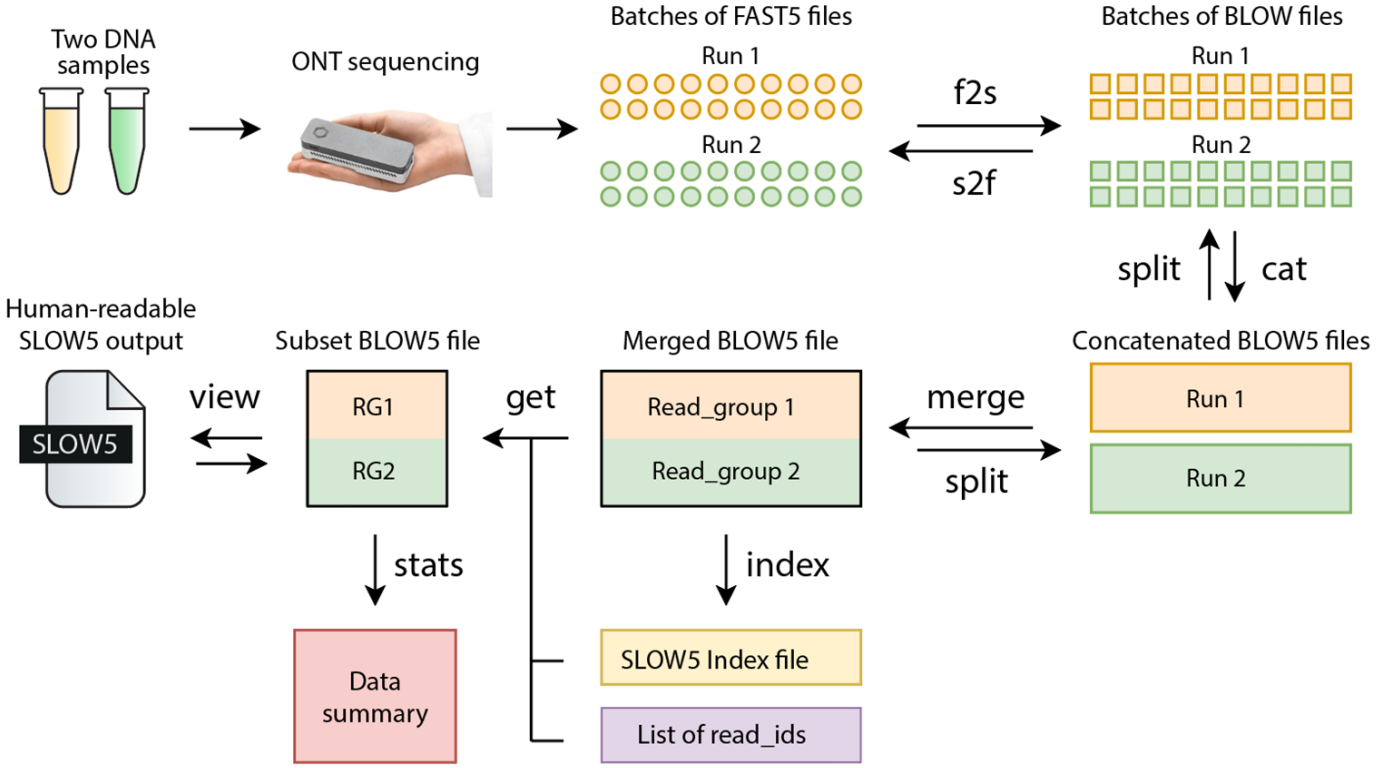 Two DNA
samples
ONT sequencing
Batches of FAST5 files
Run 1
Run 2
f2s
s2f
Batches of BLOW files
Run 1
Run 2
split
cat
Human-readable
SLOW5 output
SLOW5
view
Subset BLOW5 file
RG1
RG2
get
Merged BLOW5 file
Read_group 1
Read_group 2
merge
split
Concatenated BLOW5 files
Run 1
Run 2
stats
index
Data
summary
SLOW5 Index file
List of read_ids